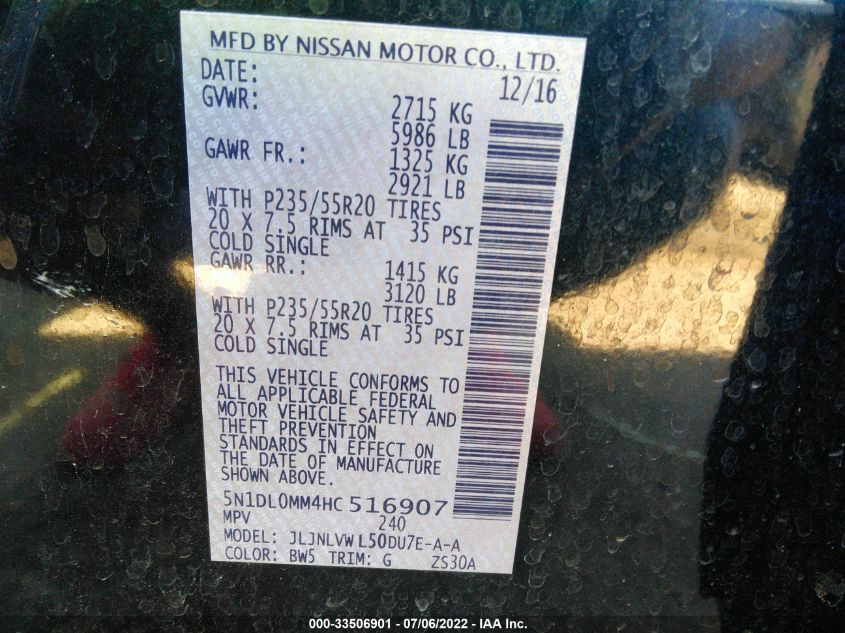 MFD BY NISSAN MOTOR CO., LTD.
DATE: 12/16
GVWR: 2715 KG
5986 LB
GAWR FR.: 1325 KG
2921 LB
WITH P235/55R20 TIRES
20 X 7.5 RIMS AT 35 PSI
COLD SINGLE
GAWR RR.: 1415 KG
3120 LB
WITH P235/55R20 TIRES
20 X 7.5 RIMS AT 35 PSI
COLD SINGLE
THIS VEHICLE CONFORMS TO
ALL APPLICABLE FEDERAL
MOTOR VEHICLE SAFETY AND
THEFT PREVENTION
STANDARDS IN EFFECT ON
THE DATE OF MANUFACTURE
SHOWN ABOVE.
5N1DL0MM4HC 516907
MPV 240
MODEL: JLJNLVW L50DU7E-A-A
COLOR: BW5 TRIM: G ZS30A
000-33506901 - 07/06/2022 - IAA Inc.